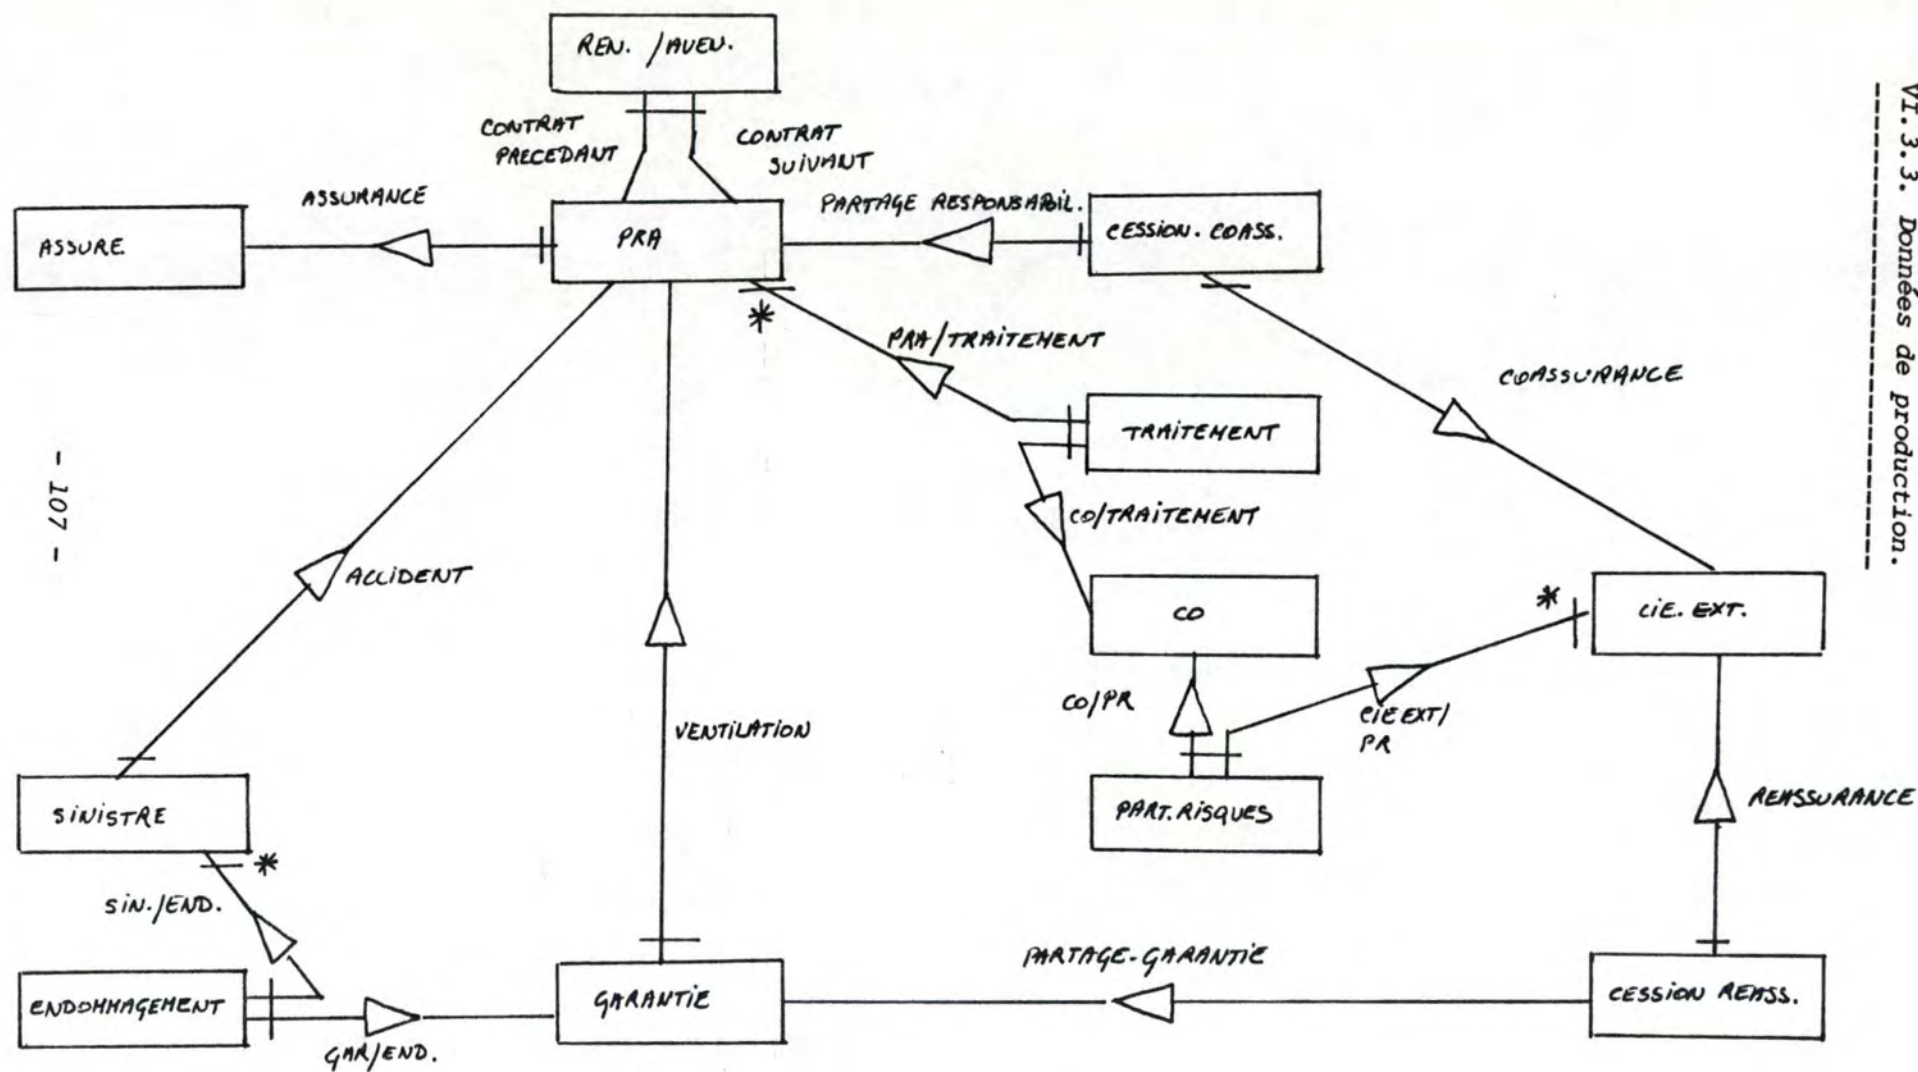 VI.3.3. Données de production.
REN. / AVEN.
CONTRAT
PRECEDANT
CONTRAT
SUIVANT
ASSURANCE
PARTAGE RESPONSABIL.
ASSURE
PRA
CESSION. COASS.
*
PRA/TRAITEMENT
COASSURANCE
TRAITEMENT
CO/TRAITEMENT
ACCIDENT
CO
*
CIE. EXT.
CO/PR
CIE EXT/
PR
VENTILATION
SINISTRE
PART. RISQUES
REASSURANCE
*
SIN./END.
PARTAGE-GARANTIE
ENDOMMAGEMENT
GARANTIE
CESSION REASS.
GAR/END.
- 107 -